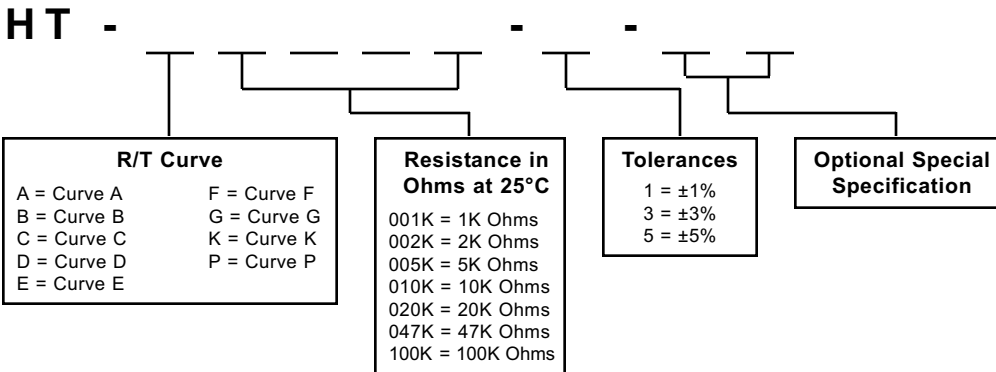 HT - - -
R/T Curve
A = Curve A
B = Curve B
C = Curve C
D = Curve D
E = Curve E
F = Curve F
G = Curve G
K = Curve K
P = Curve P
Resistance in
Ohms at 25°C
001K = 1K Ohms
002K = 2K Ohms
005K = 5K Ohms
010K = 10K Ohms
020K = 20K Ohms
047K = 47K Ohms
100K = 100K Ohms
Tolerances
1 = ±1%
3 = ±3%
5 = ±5%
Optional Special
Specification